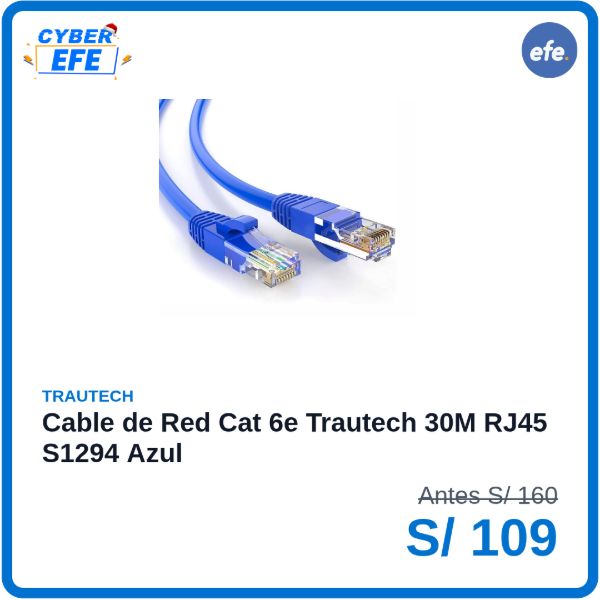 CYBER
EFE
efe.
TRAUTECH
Cable de Red Cat 6e Trautech 30M RJ45
S1294 Azul
Antes S/ 160
S/ 109